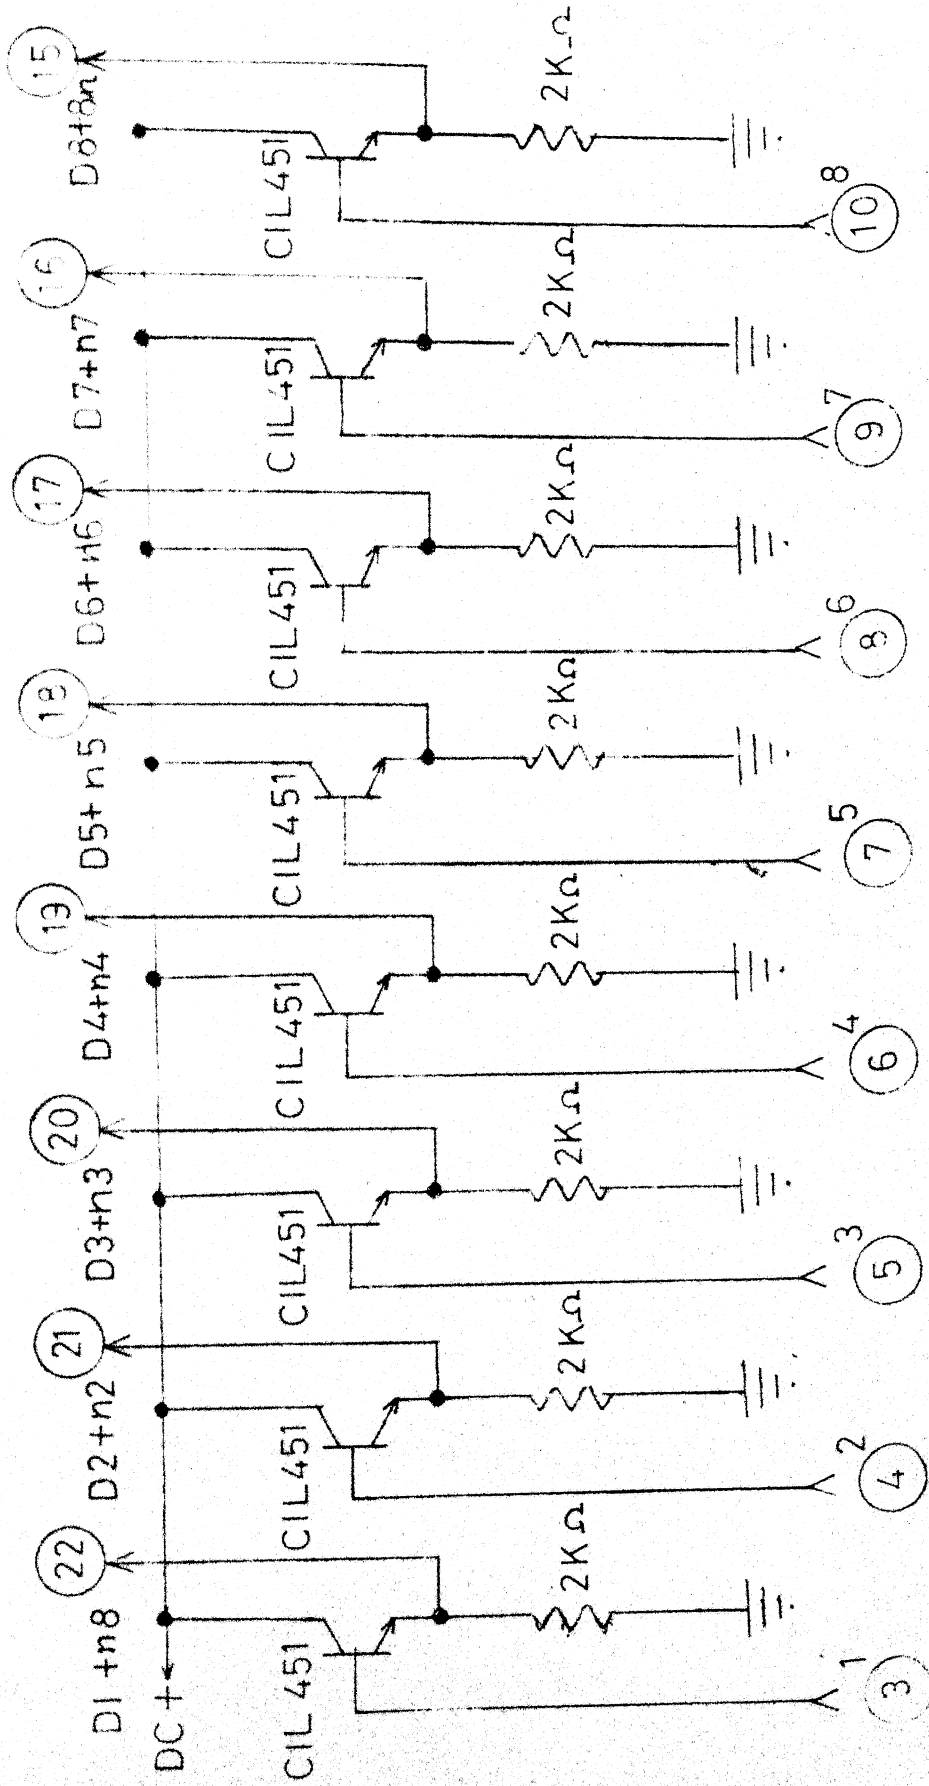 22 21 20 19 18 17 16 15
D1+n8 D2+n2 D3+n3 D4+n4 D5+n5 D6+n6 D7+n7 D8+8n
DC+
CIL451 CIL451 CIL451 CIL451 CIL451 CIL451 CIL451 CIL451
2KΩ 2KΩ 2KΩ 2KΩ 2KΩ 2KΩ 2KΩ 2KΩ
1 2 3 4 5 6 7 8
3 4 5 6 7 8 9 10